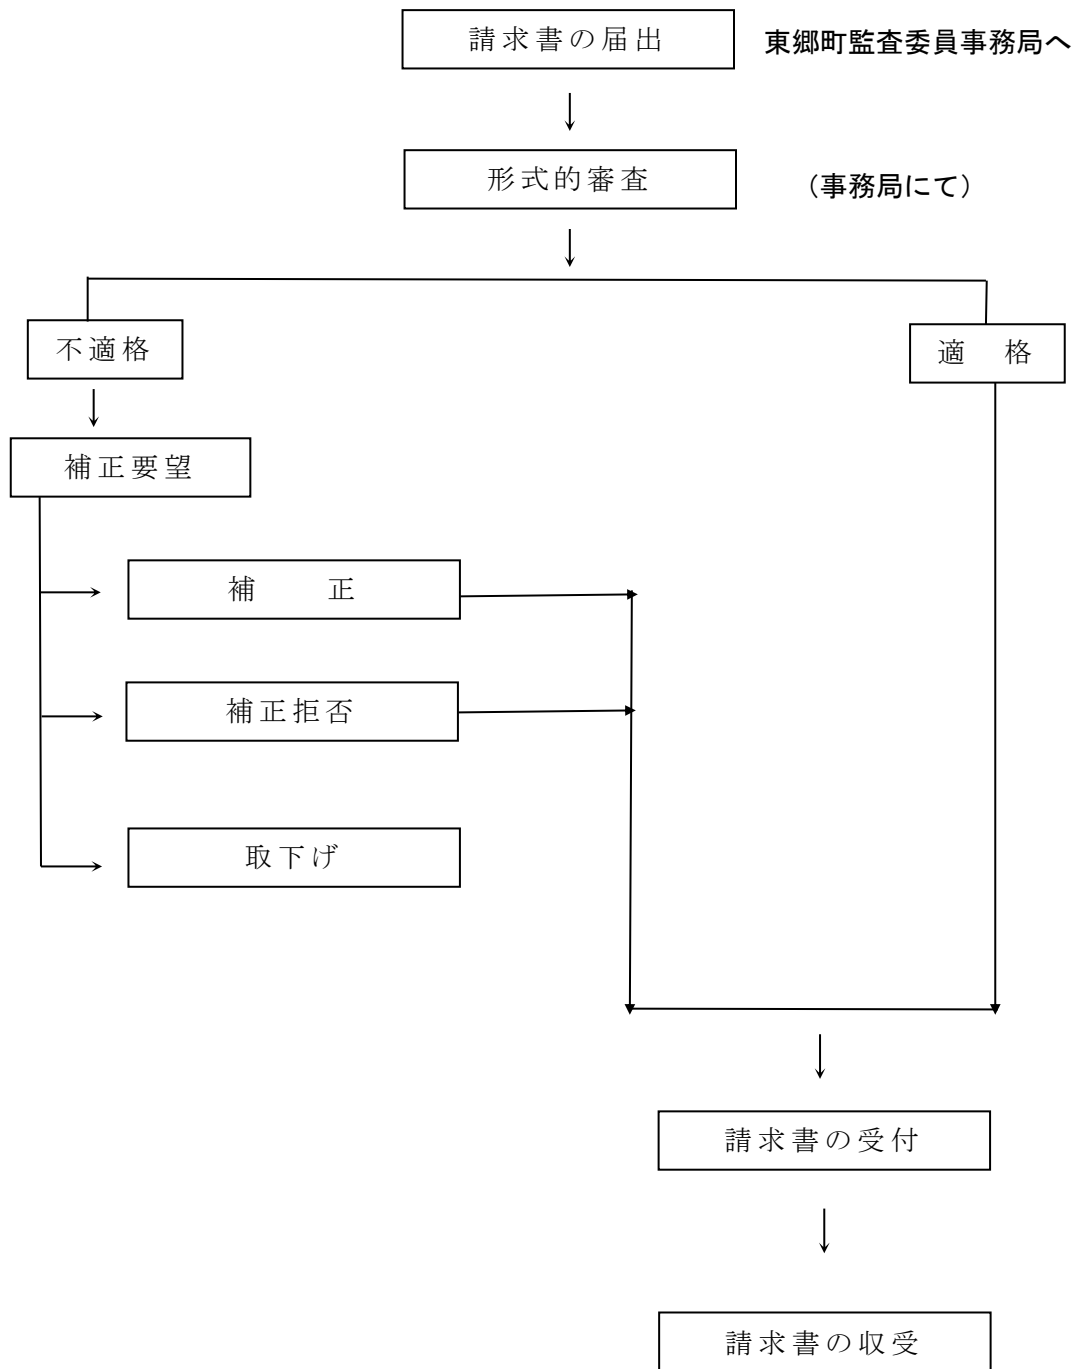 請求書の届出 東郷町監査委員事務局へ
形式的審査 （事務局にて）
不適格
適　格
補正要望
補　　正
補正拒否
取下げ
請求書の受付
請求書の収受